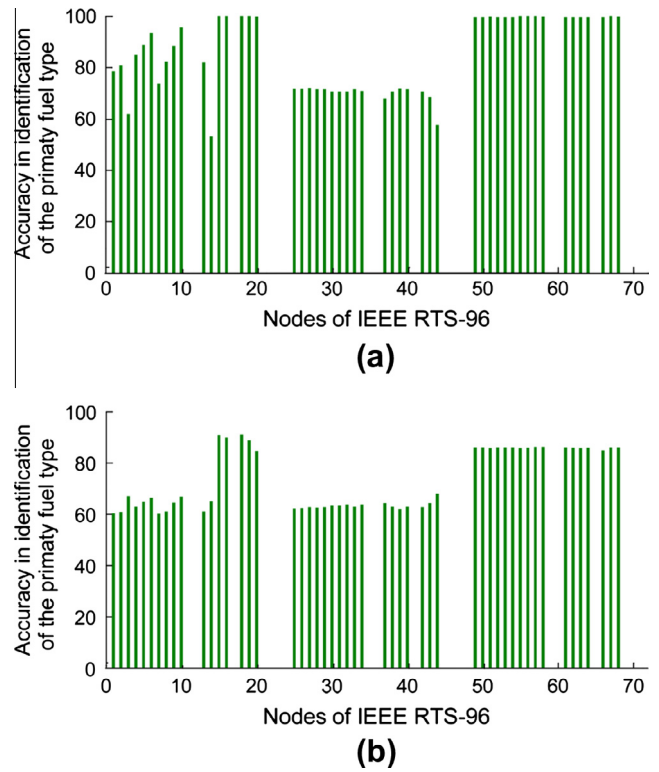 Accuracy in identification
of the primaty fuel type
100
80
60
40
20
0
0 10 20 30 40 50 60 70
Nodes of IEEE RTS-96
(a)
Accuracy in identification
of the primaty fuel type
100
80
60
40
20
0
0 10 20 30 40 50 60 70
Nodes of IEEE RTS-96
(b)